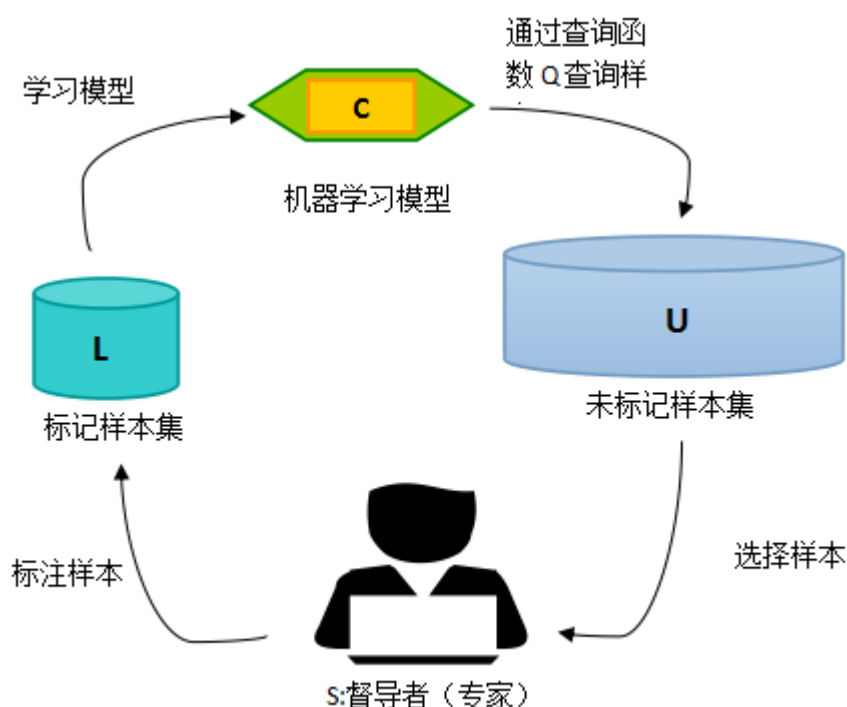 通过查询函
数Q查询样
学习模型
C
机器学习模型
U
L
未标记样本集
标记样本集
选择样本
标注样本
S:督导者（专家）